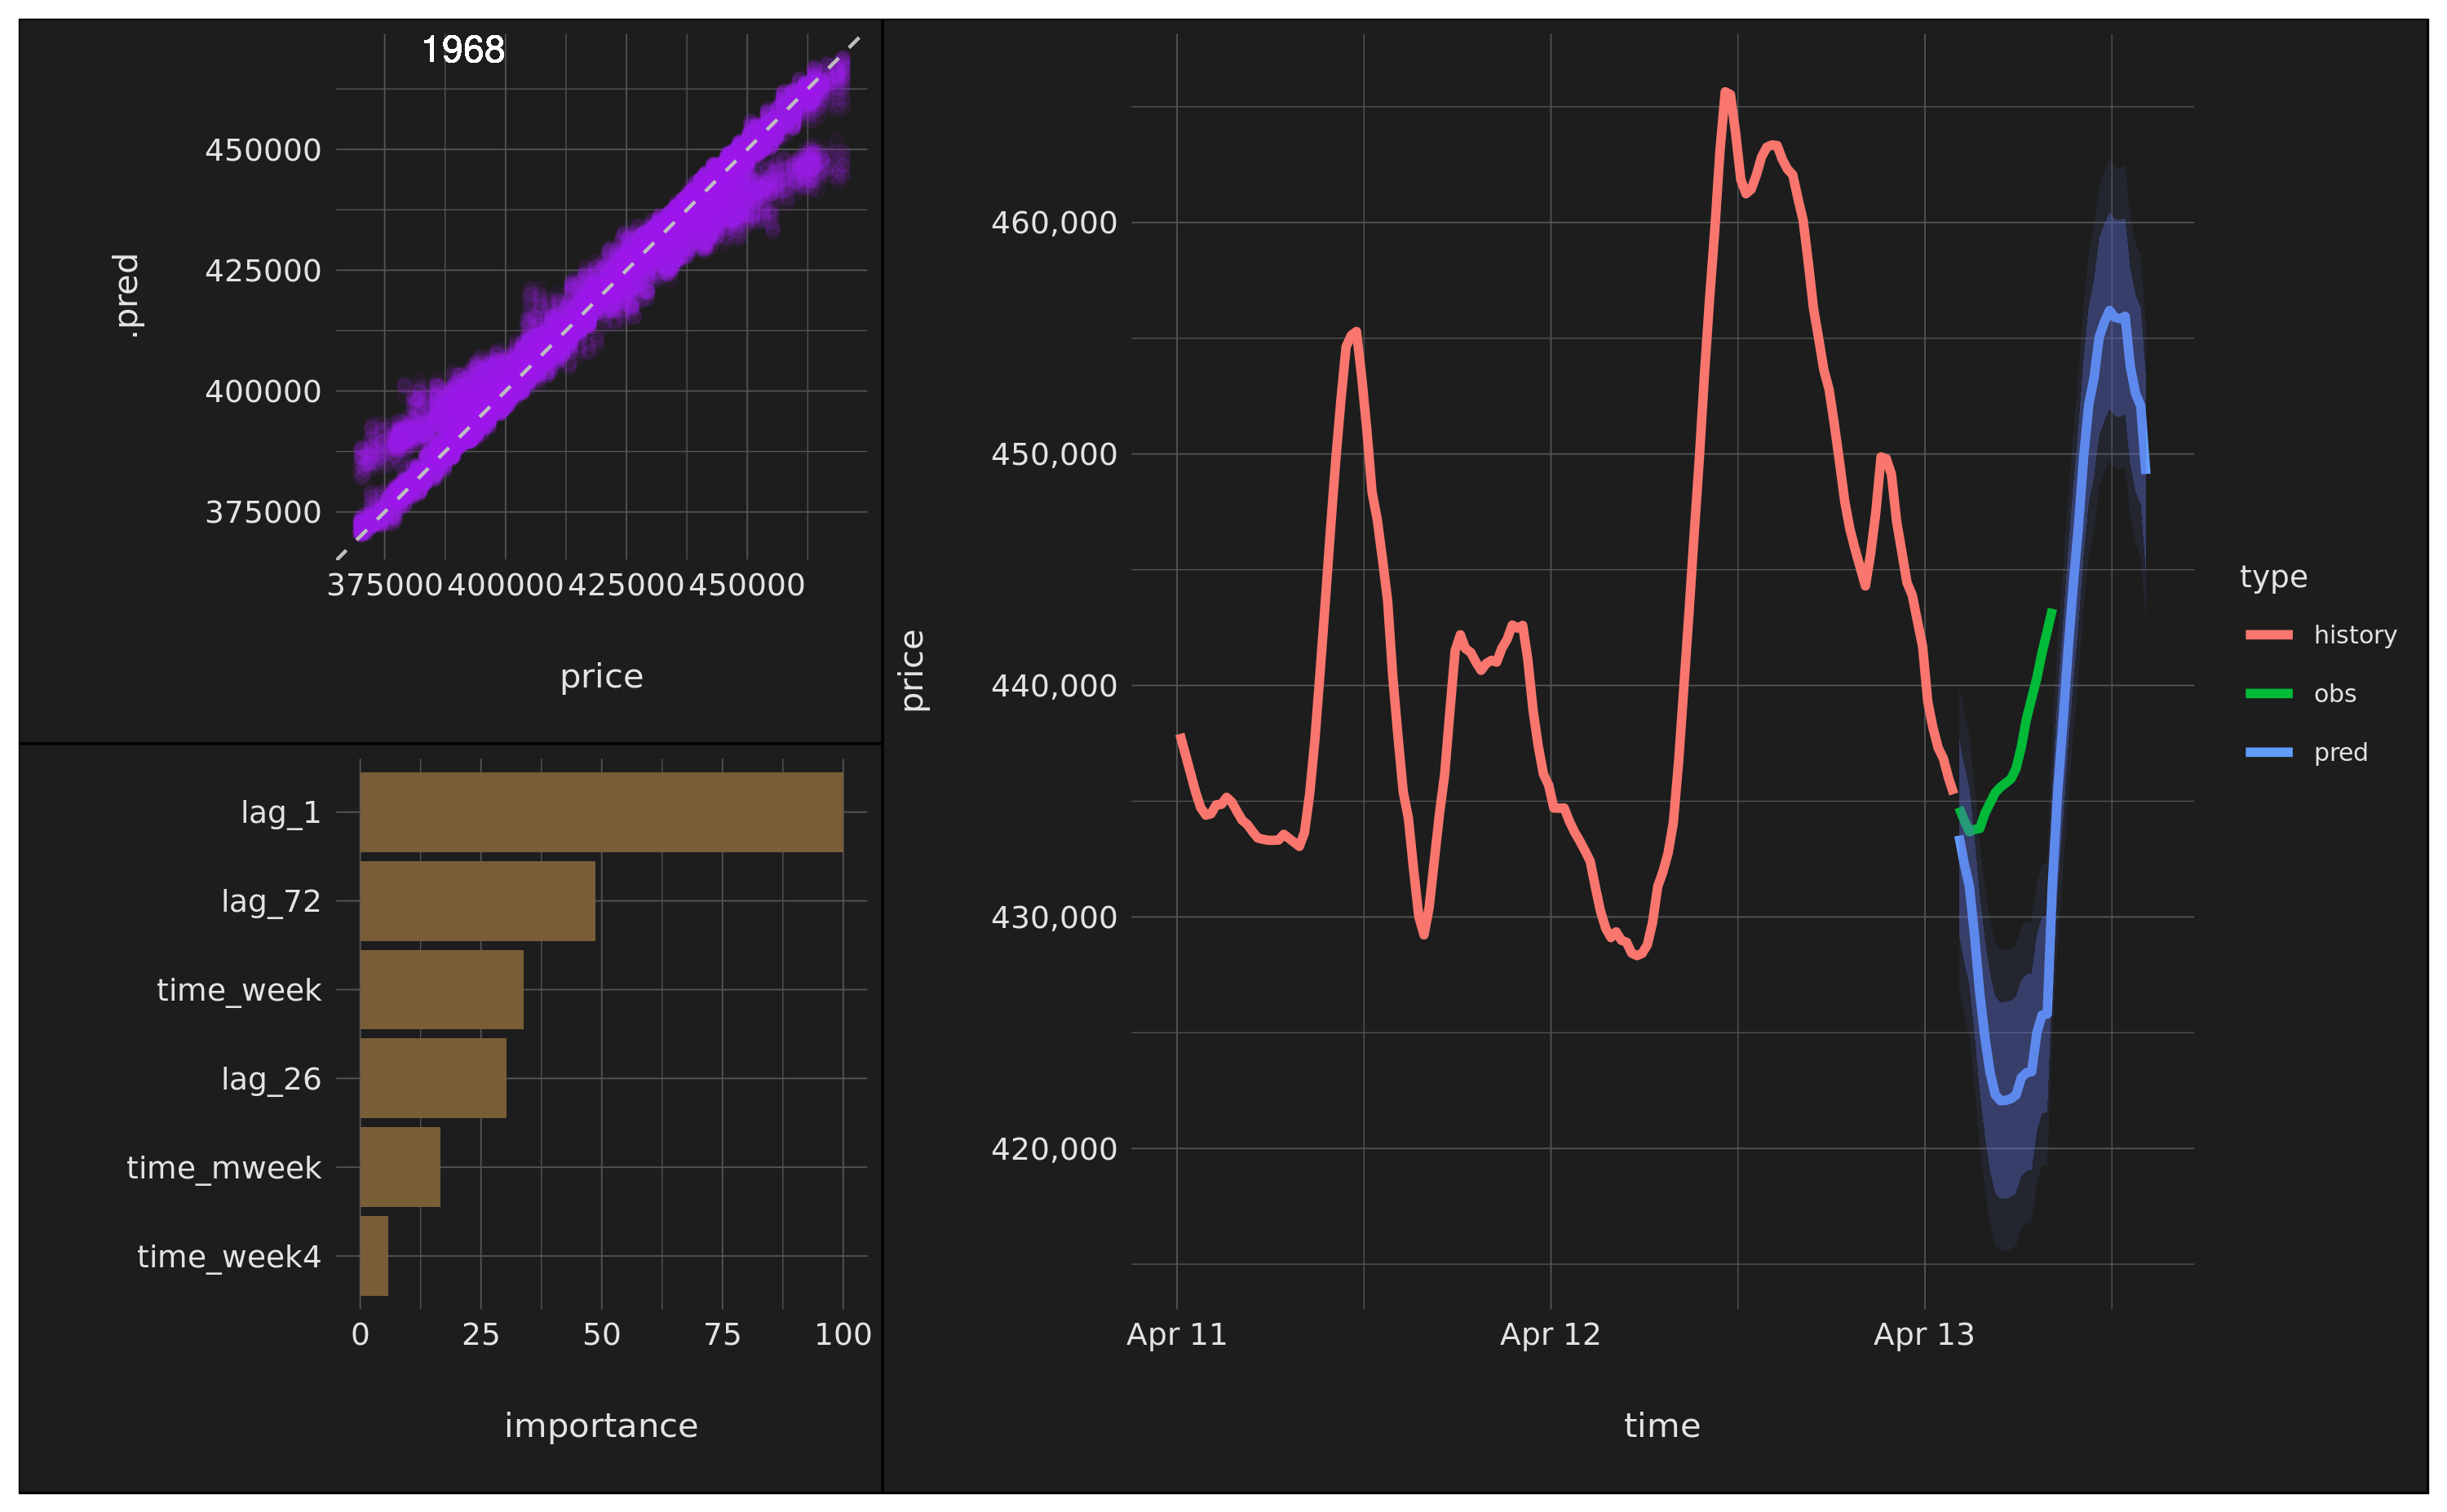 1968
.pred
450000
425000
400000
375000
375000 400000 425000 450000
price
lag_1
lag_72
time_week
lag_26
time_mweek
time_week4
0 25 50 75 100
importance
price
460,000
450,000
440,000
430,000
420,000
Apr 11 Apr 12 Apr 13
time
type
history
obs
pred